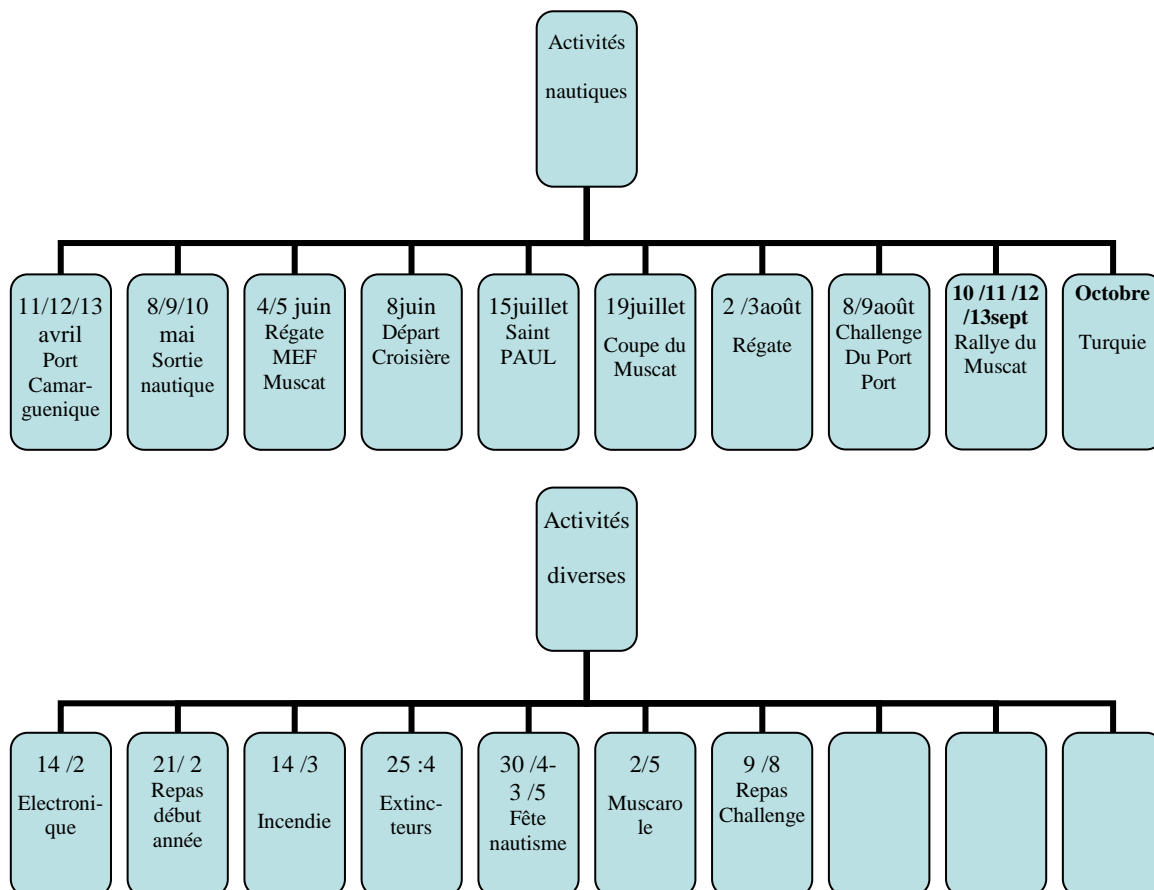 Activités
nautiques
11/12/13
avril
Port
Camar-
guenique
8/9/10
mai
Sortie
nautique
4/5 juin
Régate
MEF
Muscat
8juin
Départ
Croisière
15juillet
Saint
PAUL
19juillet
Coupe du
Muscat
2 /3août
Régate
8/9août
Challenge
Du Port
Port
10 /11 /12
/13sept
Rallye du
Muscat
Octobre
Turquie
Activités
diverses
14 /2
Electroni-
que
21/ 2
Repas
début
année
14 /3
Incendie
25 :4
Extinc-
teurs
30 /4-
3 /5
Fête
nautisme
2/5
Muscaro
le
9 /8
Repas
Challenge